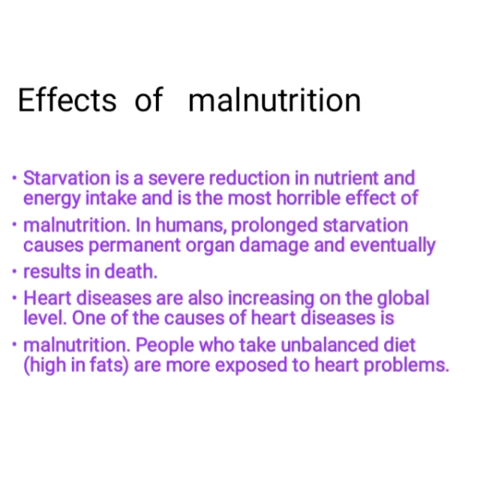 Effects of malnutrition
• Starvation is a severe reduction in nutrient and
energy intake and is the most horrible effect of
• malnutrition. In humans, prolonged starvation
causes permanent organ damage and eventually
• results in death.
• Heart diseases are also increasing on the global
level. One of the causes of heart diseases is
• malnutrition. People who take unbalanced diet
(high in fats) are more exposed to heart problems.